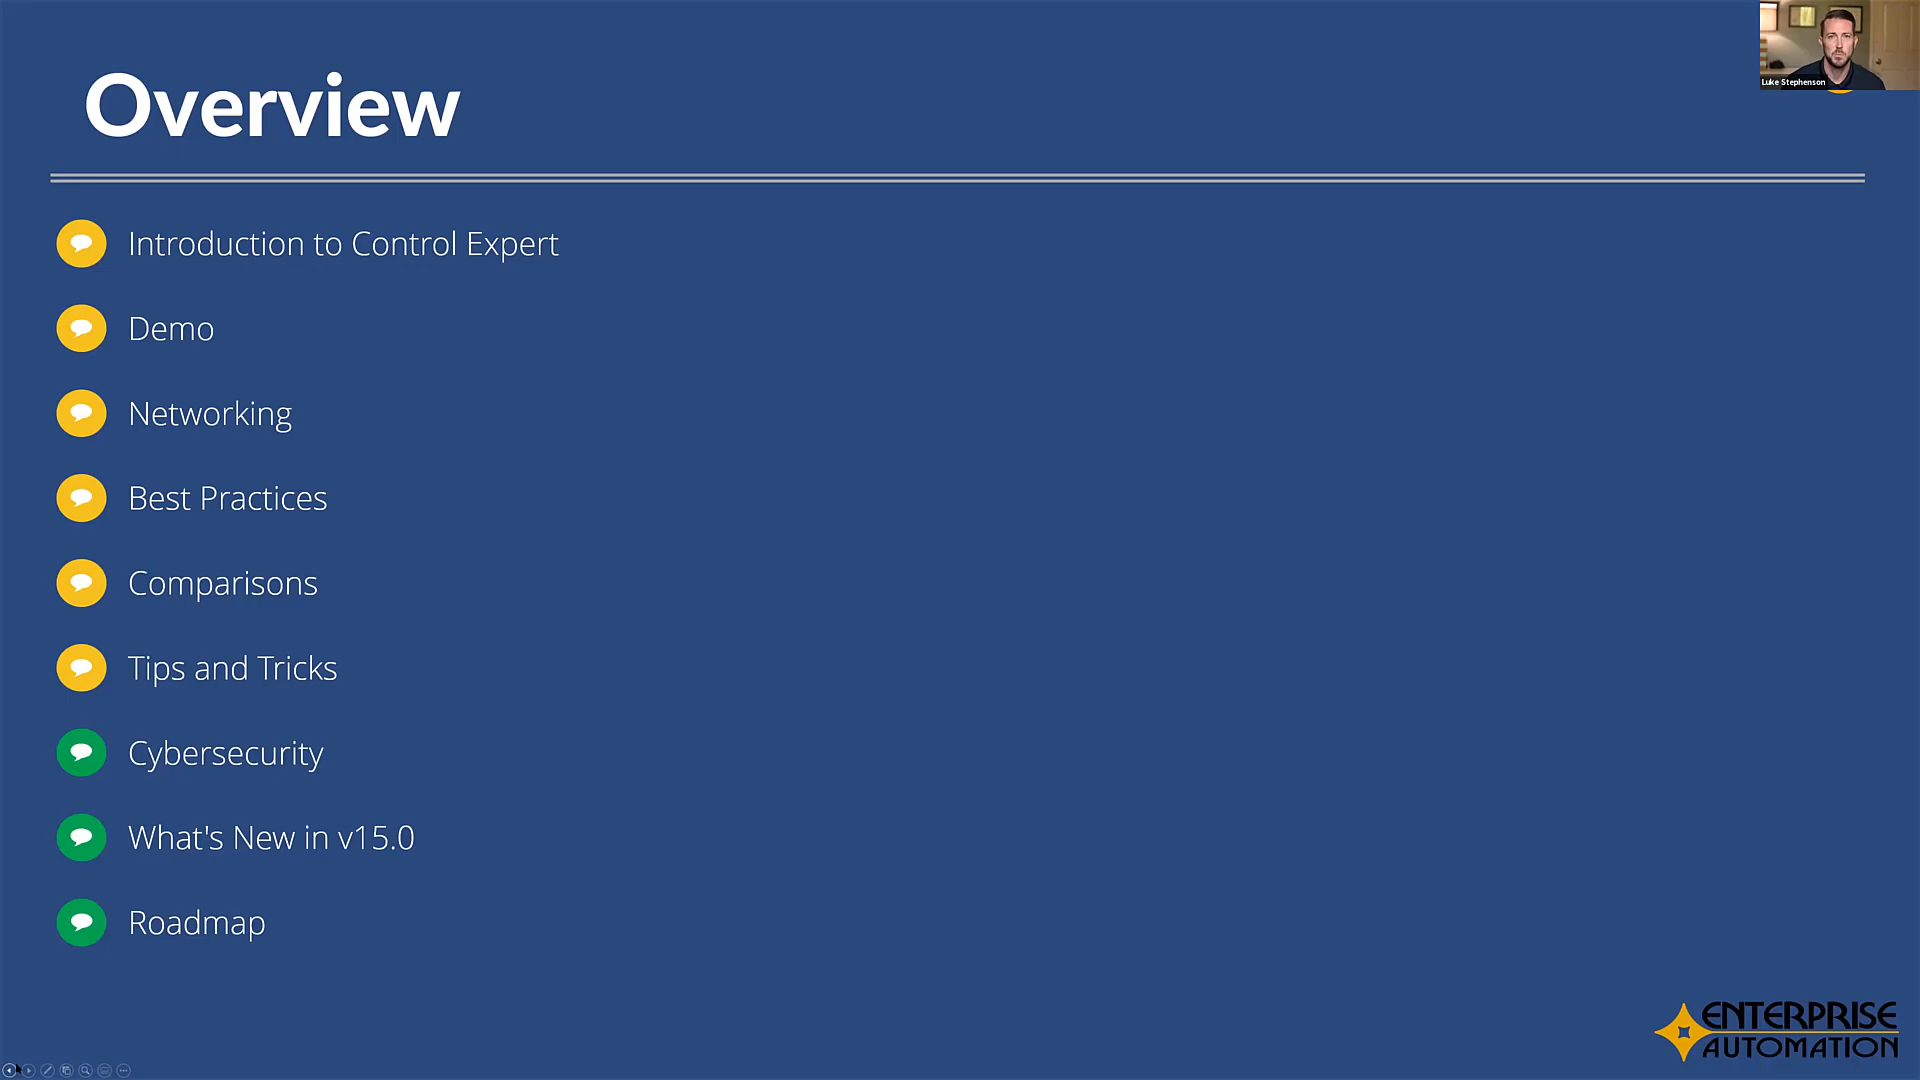 Overview
Luke Stephenson
Introduction to Control Expert
Demo
Networking
Best Practices
Comparisons
Tips and Tricks
Cybersecurity
What's New in v15.0
Roadmap
ENTERPRISE
AUTOMATION